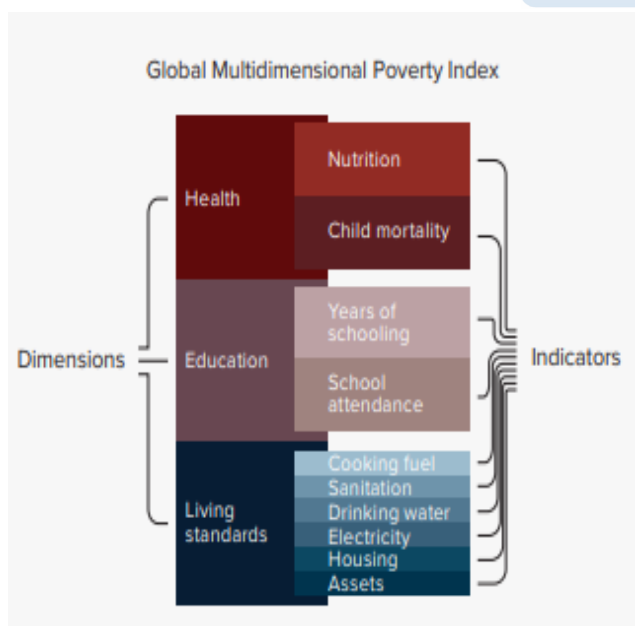 Global Multidimensional Poverty Index
Dimensions
Health
Nutrition
Child mortality
Education
Years of
schooling
School
attendance
Living
standards
Cooking fuel
Sanitation
Drinking water
Electricity
Housing
Assets
Indicators